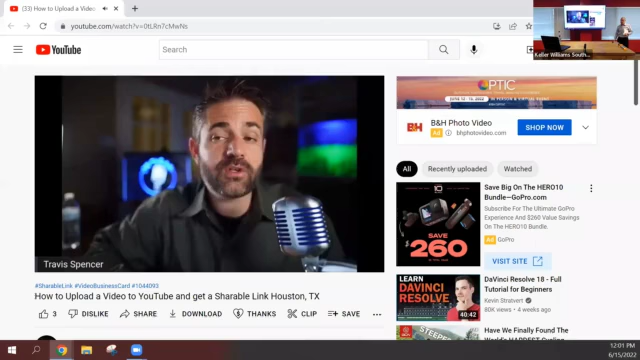 (33) How to Upload a Video
youtube.com/watch?v=0tLRn7cMwNs
Keller Williams South...
YouTube
Search
Travis Spencer
#SharableLink #VideoBusinessCard #1044093
How to Upload a Video to YouTube and get a Sharable Link Houston, TX
3 DISLIKE SHARE DOWNLOAD THANKS CLIP SAVE
OPTIC
B&H Photo Video
Ad bhphotovideo.com
SHOP NOW
All Recently uploaded Watched
10
SAVE
260
Save Big On The HERO10
Bundle—GoPro.com
Subscribe For The Ultimate GoPro
Experience And $260 Value Savings
On The HERO10 Bundle.
Ad GoPro
VISIT SITE
LEARN
DAVINCI
RESOLVE
40:42
DaVinci Resolve 18 - Full
Tutorial for Beginners
Kevin Stratvert
80K views • 4 weeks ago
STEEPE
Have We Finally Found The
12:01 PM
6/15/2022